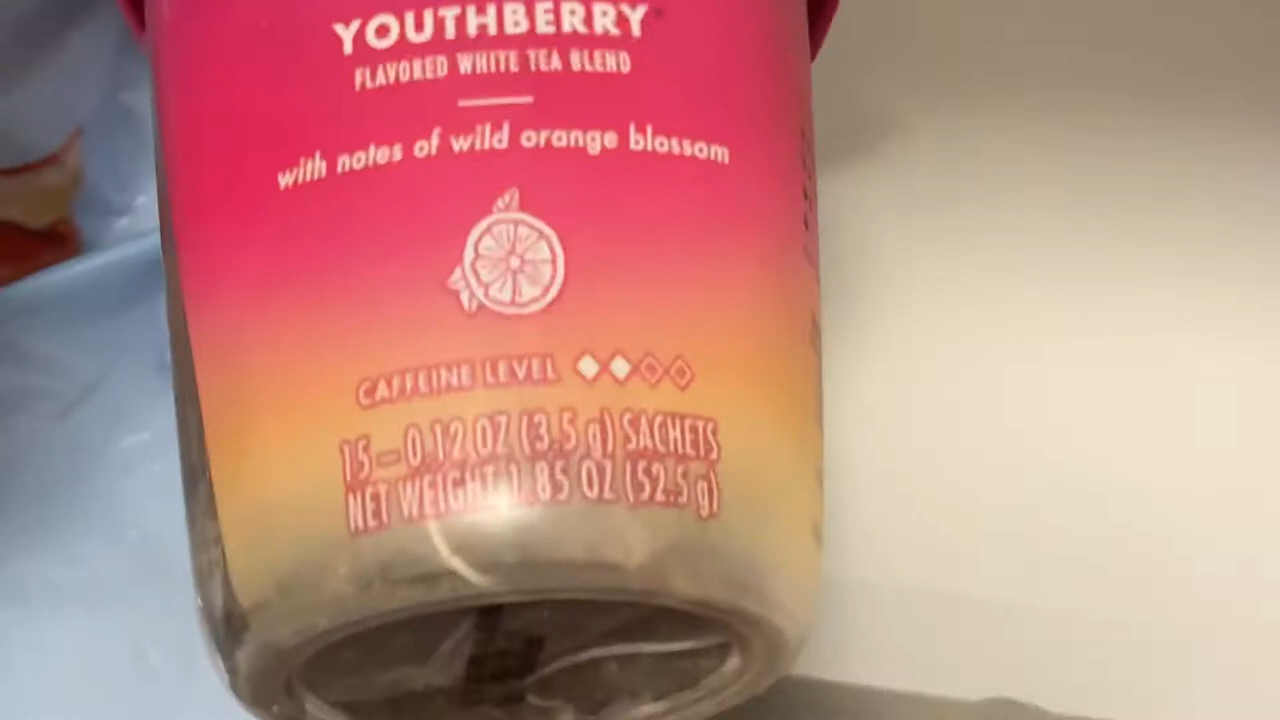 YOUTHBERRY
FLAVORED WHITE TEA BLEND
with notes of wild orange blossom
CAFFEINE LEVEL
15 – 0.12 OZ (3.5 g) SACHETS
NET WEIGHT 1.85 OZ (52.5 g)